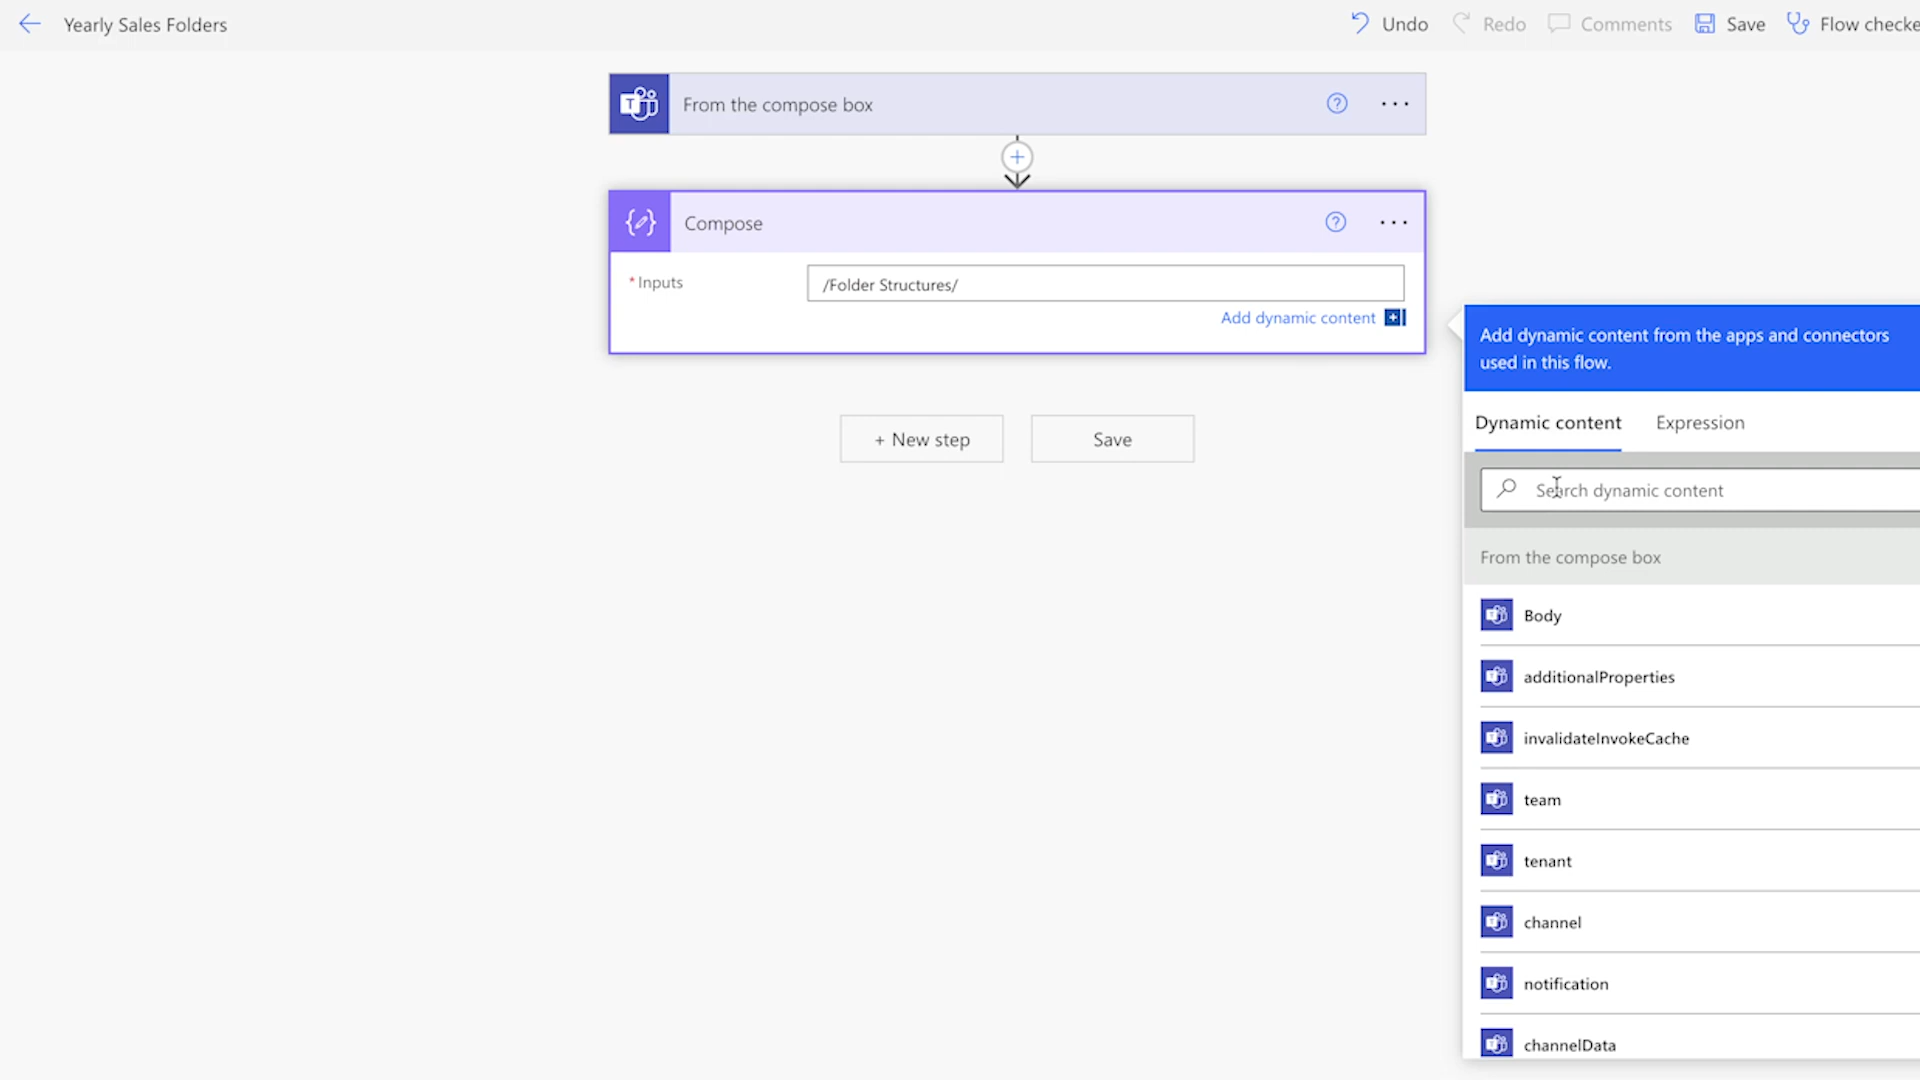 Yearly Sales Folders
Undo
Redo
Comments
Save
Flow checke
From the compose box
Compose
* Inputs
/Folder Structures/
Add dynamic content
Add dynamic content from the apps and connectors
used in this flow.
Dynamic content
Expression
Search dynamic content
+ New step
Save
From the compose box
Body
additionalProperties
invalidateInvokeCache
team
tenant
channel
notification
channelData